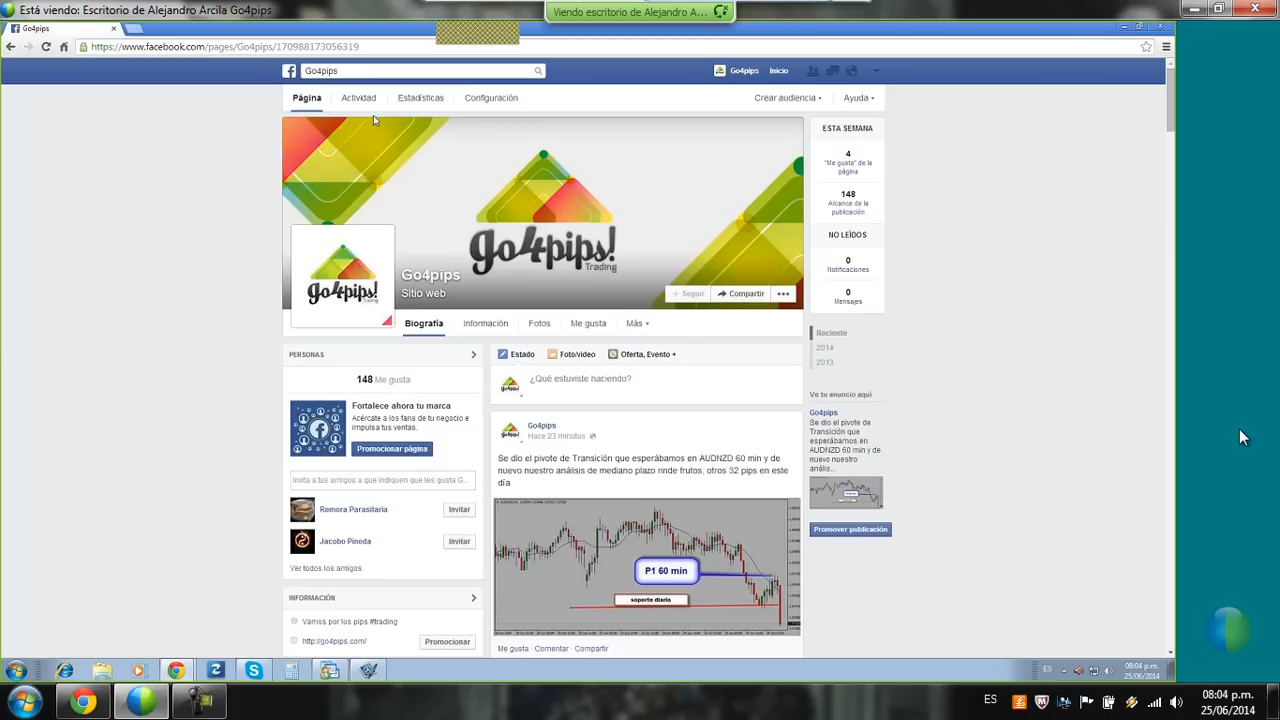 Está viendo: Escritorio de Alejandro Arcila Go4pips
Viendo escritorio de Alejandro A...
Go4pips
https://www.facebook.com/pages/Go4pips/170988173056319
Go4pips
Go4pips Inicio
Página Actividad Estadísticas Configuración Crear audiencia Ayuda
go4pips!
Trading
go4pips!
Trading
Go4pips
Sitio web
+ Seguir Compartir ...
Biografía Información Fotos Me gusta Más
ESTA SEMANA
4
"Me gusta" de la
página
148
Alcance de la
publicación
NO LEÍDOS
0
Notificaciones
0
Mensajes
Reciente
2014
2013
PERSONAS
148 Me gusta
Fortalece ahora tu marca
Acércate a los fans de tu negocio e
impulsa tus ventas.
Promocionar página
Invita a tus amigos a que indiquen que les gusta G...
Remora Parasitaria Invitar
Jacobo Pineda Invitar
Ver todos los amigos
INFORMACIÓN
Vamos por los pips #trading
http://go4pips.com/ Promocionar
Estado Foto/video Oferta, Evento +
¿Qué estuviste haciendo?
Go4pips
Hace 23 minutos
Se dio el pivote de Transición que esperábamos en AUDNZD 60 min y de
nuevo nuestro análisis de mediano plazo rinde frutos, otros 32 pips en este
día.
P1 60 min
soporte diario
Me gusta · Comentar · Compartir
Ve tu anuncio aquí
Go4pips
Se dio el pivote de
Transición que
esperábamos en
AUDNZD 60 min y de
nuevo nuestro
anális...
Promover publicación
ES 08:04 p.m.
25/06/2014
ES 08:04 p.m.
25/06/2014